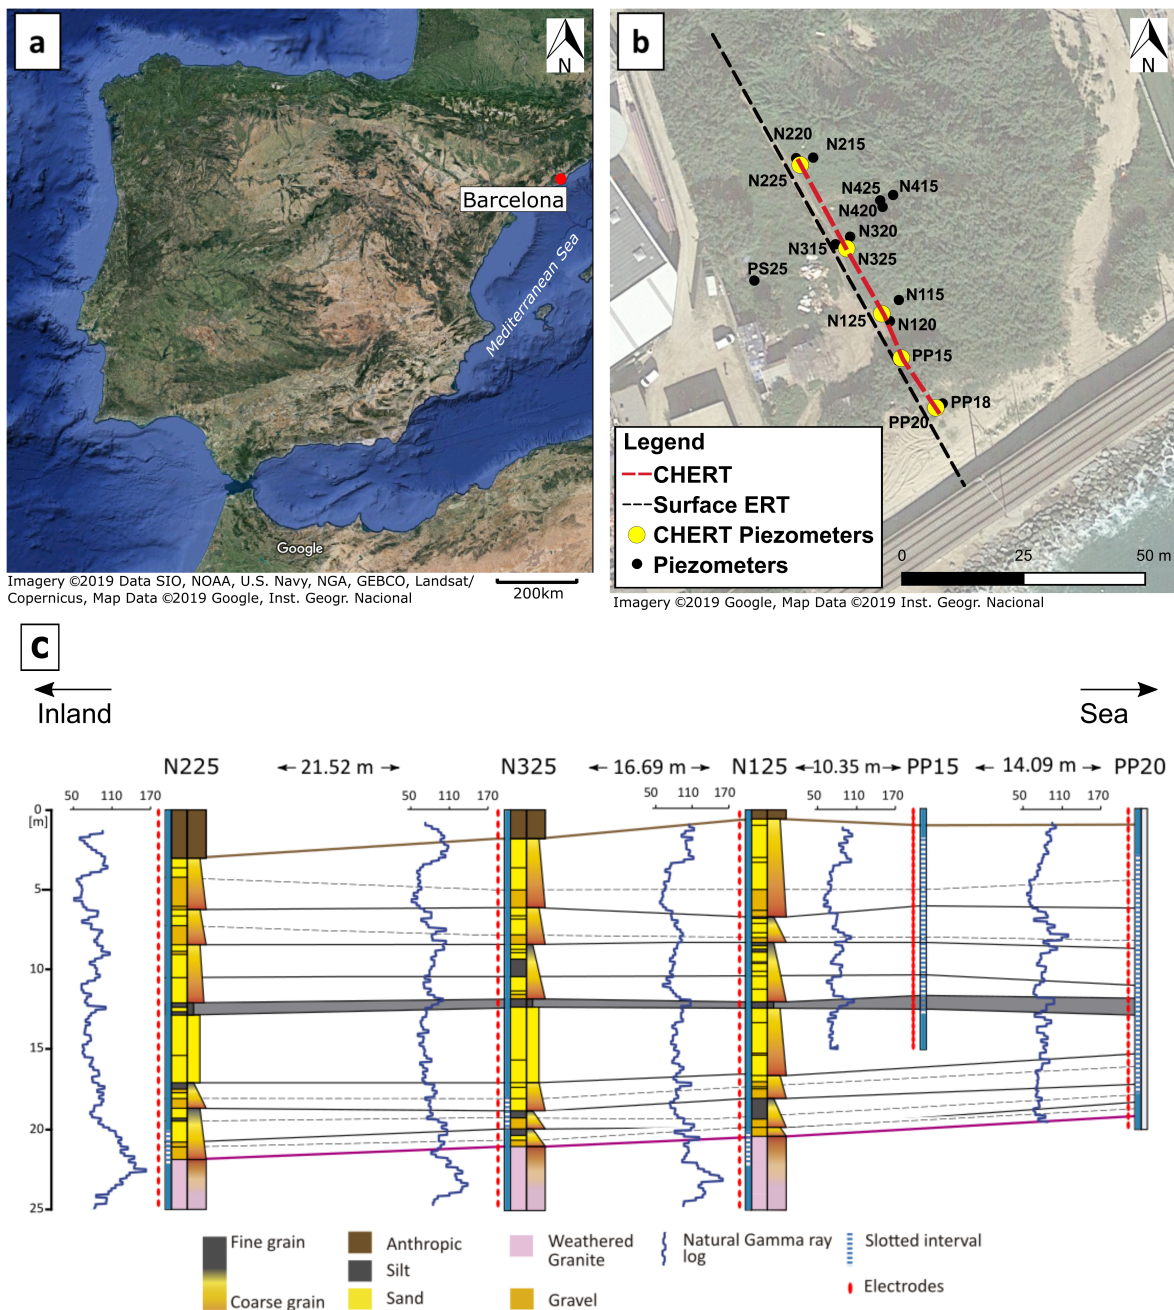 a
N
Barcelona
Mediterranean Sea
Google
Imagery ©2019 Data SIO, NOAA, U.S. Navy, NGA, GEBCO, Landsat/
Copernicus, Map Data ©2019 Google, Inst. Geogr. Nacional
200km
b
N
N220
N215
N225
N425
N415
N420
N320
N315
N325
PS25
N115
N125
N120
PP15
PP18
PP20
Legend
CHERT
Surface ERT
CHERT Piezometers
Piezometers
0 25 50 m
Imagery ©2019 Google, Map Data ©2019 Inst. Geogr. Nacional
c
Inland
Sea
N225 21.52 m N325 16.69 m N125 10.35 m PP15 14.09 m PP20
50 110 170 50 110 170 50 110 170 50 110 170 50 110 170
0
[m]
5
10
15
20
25
Fine grain
Coarse grain
Anthropic
Silt
Sand
Weathered
Granite
Gravel
Natural Gamma ray
log
Slotted interval
Electrodes